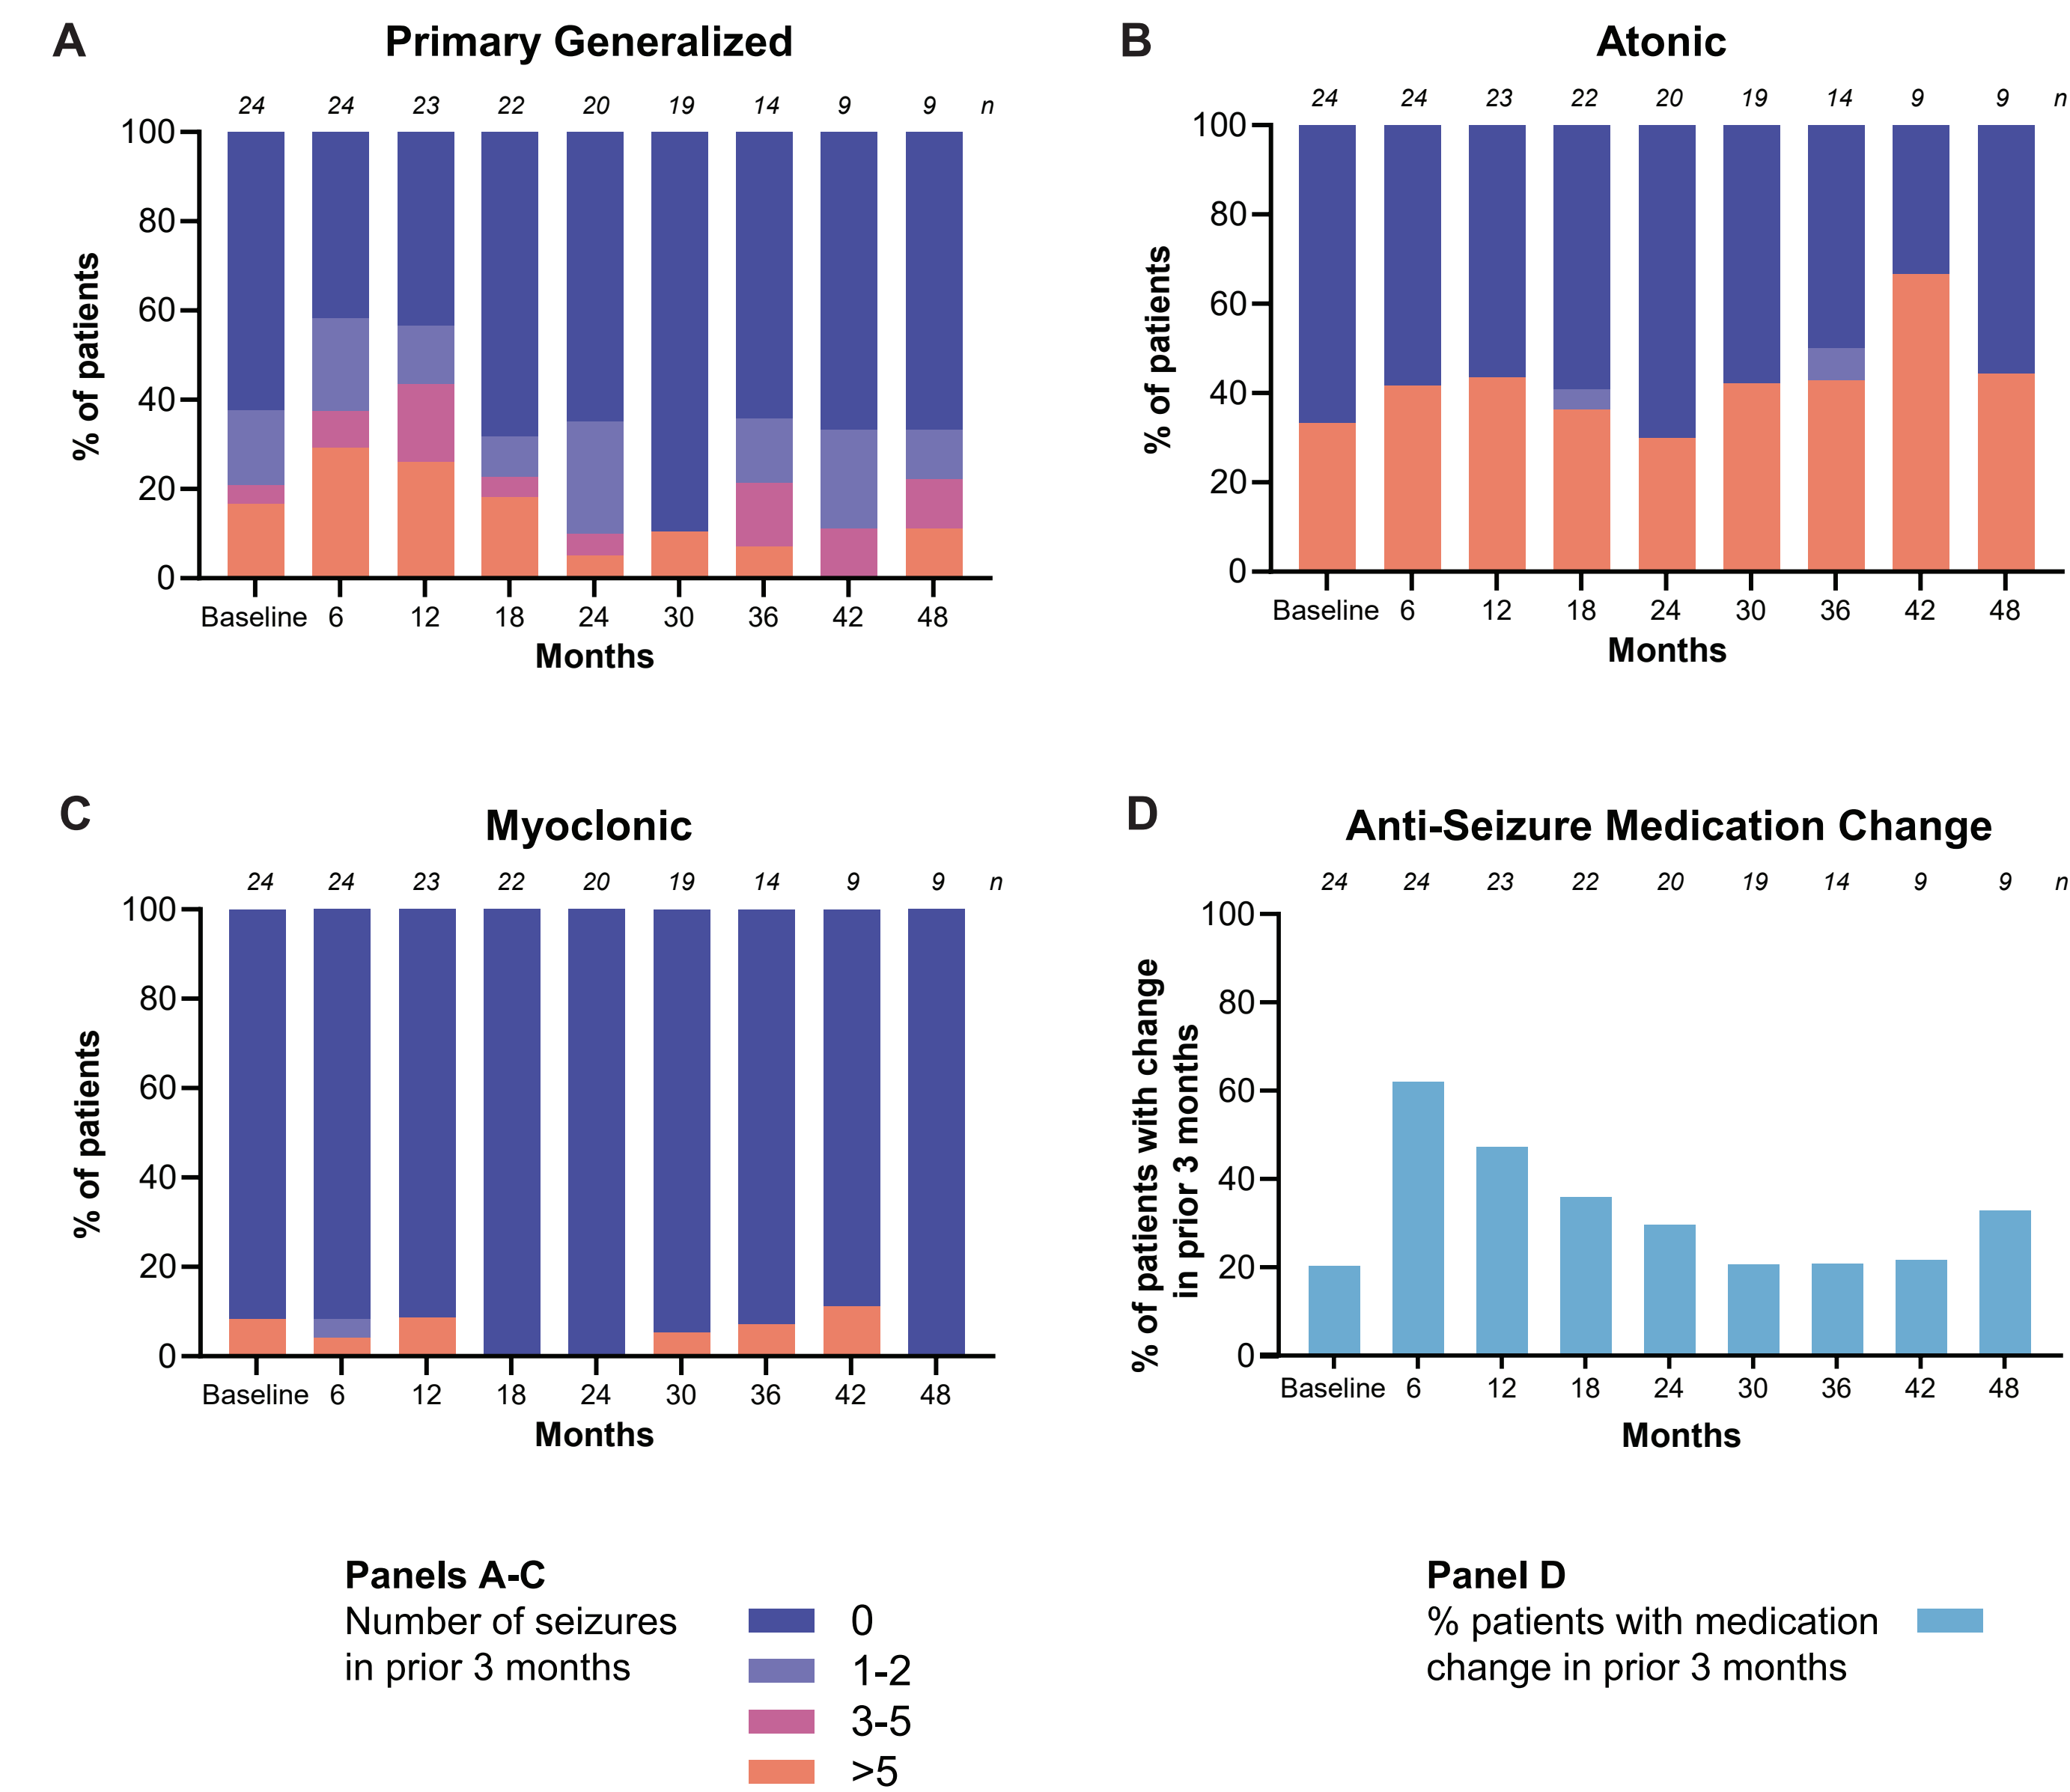 A
Primary Generalized
24 24 23 22 20 19 14 9 9 n
100
80
60
40
20
0
% of patients
Baseline 6 12 18 24 30 36 42 48
Months
B
Atonic
24 24 23 22 20 19 14 9 9 n
100
80
60
40
20
0
% of patients
Baseline 6 12 18 24 30 36 42 48
Months
C
Myoclonic
24 24 23 22 20 19 14 9 9 n
100
80
60
40
20
0
% of patients
Baseline 6 12 18 24 30 36 42 48
Months
D
Anti-Seizure Medication Change
24 24 23 22 20 19 14 9 9 n
100
80
60
40
20
0
% of patients with change
in prior 3 months
Baseline 6 12 18 24 30 36 42 48
Months
Panels A-C
Number of seizures
in prior 3 months
0
1-2
3-5
>5
Panel D
% patients with medication
change in prior 3 months